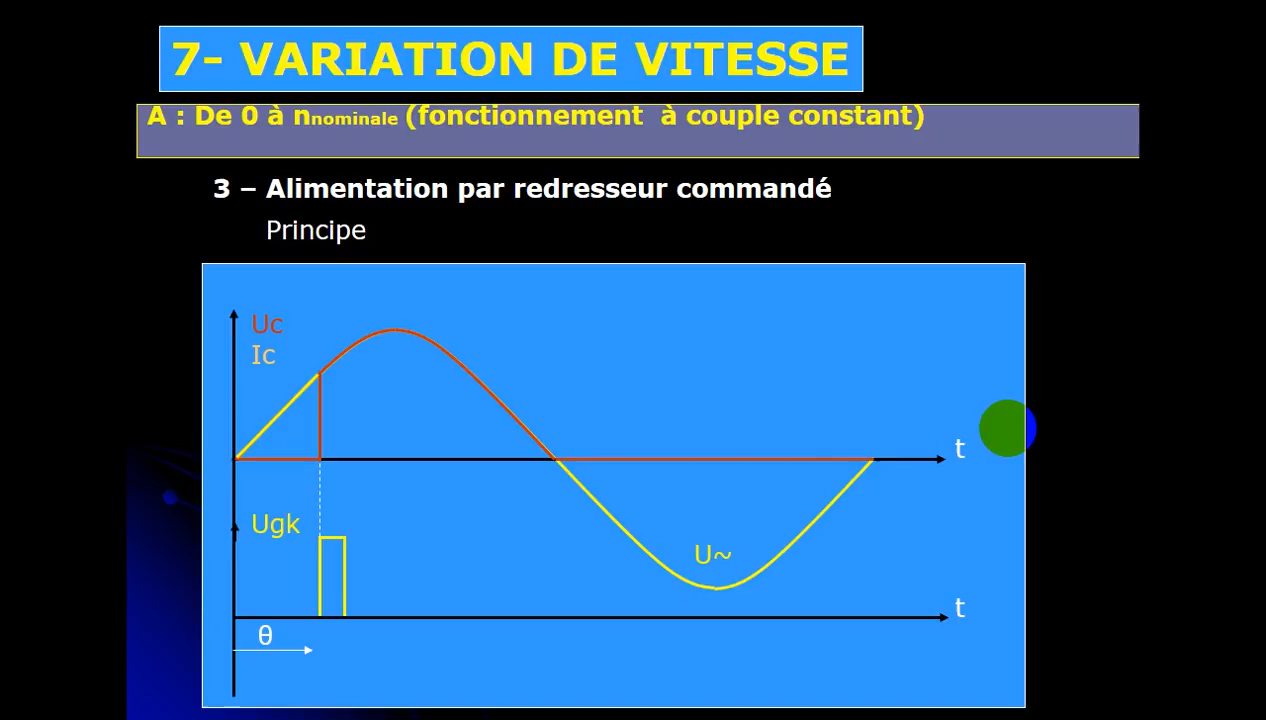 7- VARIATION DE VITESSE
A : De 0 à nnominale (fonctionnement à couple constant)
3 – Alimentation par redresseur commandé
Principe
Uc
Ic
t
Ugk
U~
t
θ